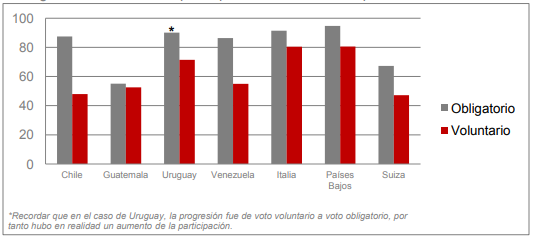 100
80
60
40
20
0
*
Chile
Guatemala
Uruguay
Venezuela
Italia
Países
Bajos
Suiza
Obligatorio
Voluntario
*Recordar que en el caso de Uruguay, la progresión fue de voto voluntario a voto obligatorio, por
tanto hubo en realidad un aumento de la participación.